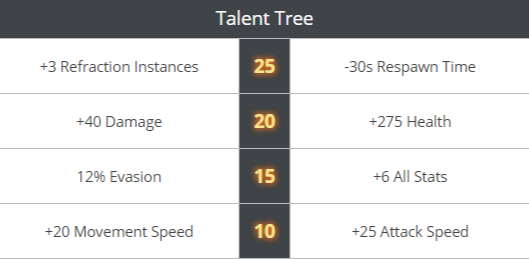 Talent Tree
+3 Refraction Instances 25 -30s Respawn Time
+40 Damage 20 +275 Health
12% Evasion 15 +6 All Stats
+20 Movement Speed 10 +25 Attack Speed